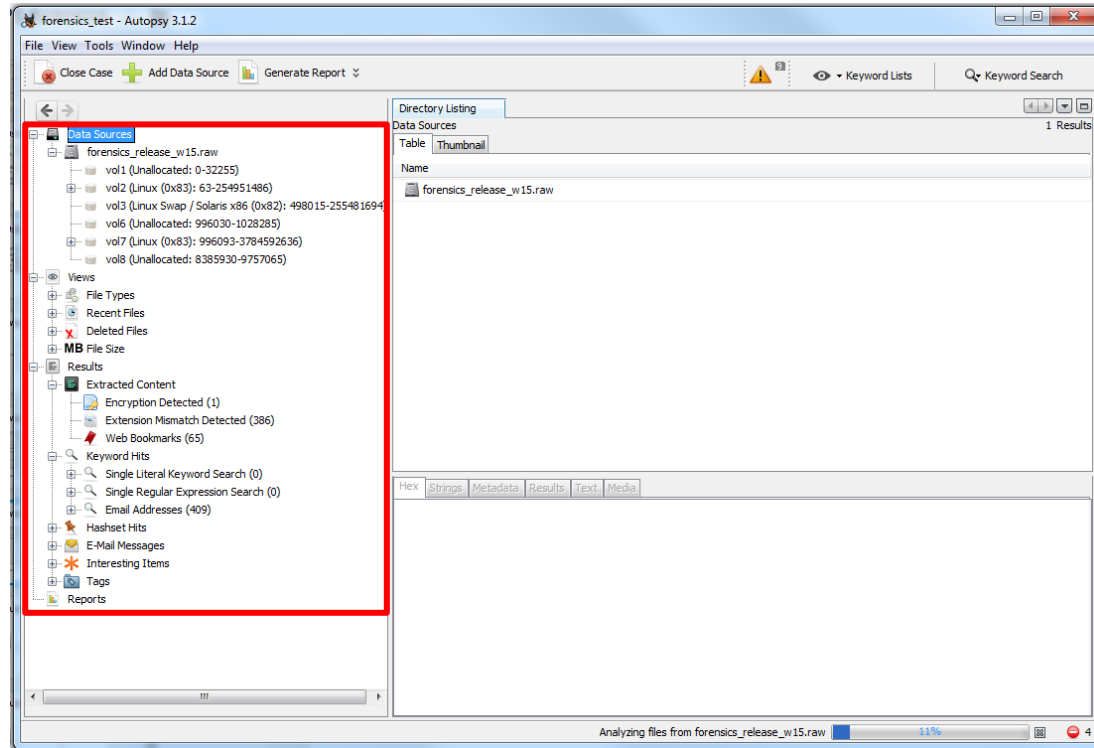 forensics_test - Autopsy 3.1.2
File View Tools Window Help
Close Case Add Data Source Generate Report
9 Keyword Lists Keyword Search
Data Sources
forensics_release_w15.raw
vol1 (Unallocated: 0-32255)
vol2 (Linux (0x83): 63-254951486)
vol3 (Linux Swap / Solaris x86 (0x82): 498015-255481694)
vol6 (Unallocated: 996030-1028285)
vol7 (Linux (0x83): 996093-3784592636)
vol8 (Unallocated: 8385930-9757065)
Views
File Types
Recent Files
Deleted Files
MB File Size
Results
Extracted Content
Encryption Detected (1)
Extension Mismatch Detected (386)
Web Bookmarks (65)
Keyword Hits
Single Literal Keyword Search (0)
Single Regular Expression Search (0)
Email Addresses (409)
Hashset Hits
E-Mail Messages
Interesting Items
Tags
Reports
Directory Listing
Data Sources 1 Results
Table Thumbnail
Name
forensics_release_w15.raw
Hex Strings Metadata Results Text Media
Analyzing files from forensics_release_w15.raw 11% 4